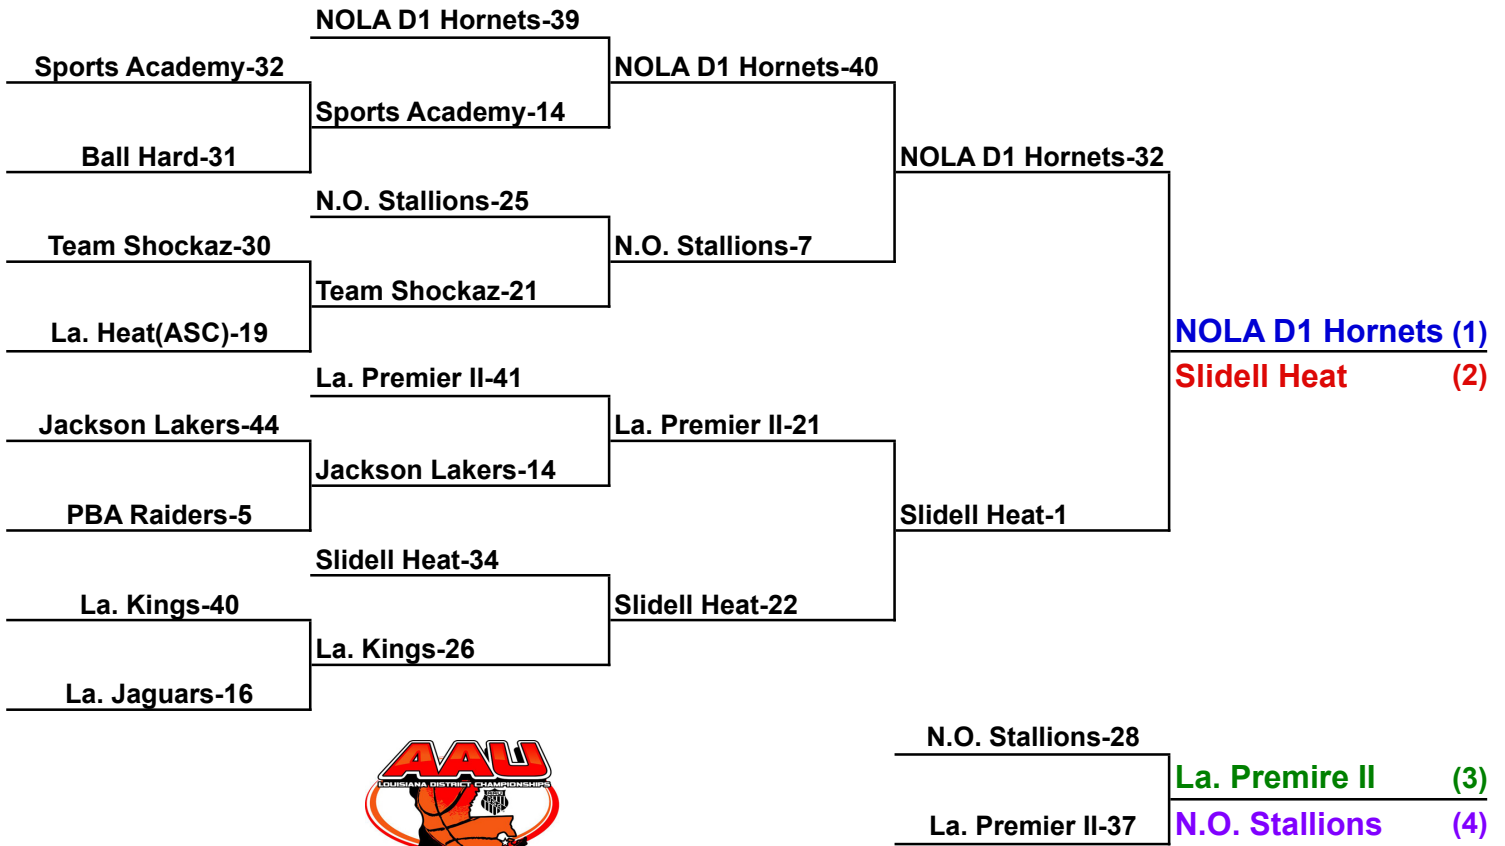 NOLA D1 Hornets-39
Sports Academy-32
NOLA D1 Hornets-40
Sports Academy-14
Ball Hard-31
NOLA D1 Hornets-32
N.O. Stallions-25
Team Shockaz-30
N.O. Stallions-7
Team Shockaz-21
La. Heat(ASC)-19
NOLA D1 Hornets (1)
Slidell Heat (2)
La. Premier II-41
Jackson Lakers-44
La. Premier II-21
Jackson Lakers-14
PBA Raiders-5
Slidell Heat-1
Slidell Heat-34
La. Kings-40
Slidell Heat-22
La. Kings-26
La. Jaguars-16
N.O. Stallions-28
AAU
LOUISIANA DISTRICT CHAMPIONSHIPS
La. Premire II (3)
La. Premier II-37
N.O. Stallions (4)